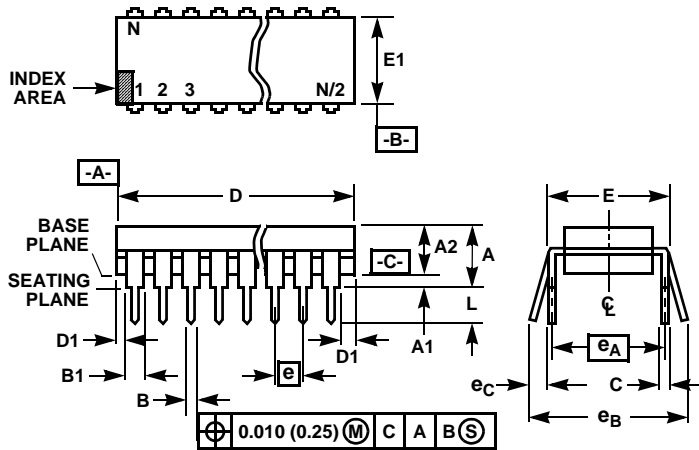 N
INDEX
AREA
1 2 3 N/2
E1
-B-
-A-
D
E
BASE
PLANE
A2
A
-C-
SEATING
PLANE
L
℄
D1
A1
D1
eA
B1
e
eC
C
B
eB
⌖ 0.010 (0.25) Ⓜ C A B Ⓢ